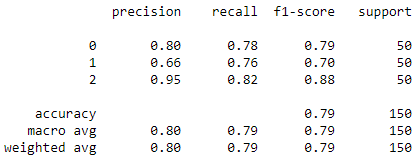 precision recall f1-score support
0 0.80 0.78 0.79 50
1 0.66 0.76 0.70 50
2 0.95 0.82 0.88 50
accuracy 0.79 150
macro avg 0.80 0.79 0.79 150
weighted avg 0.80 0.79 0.79 150